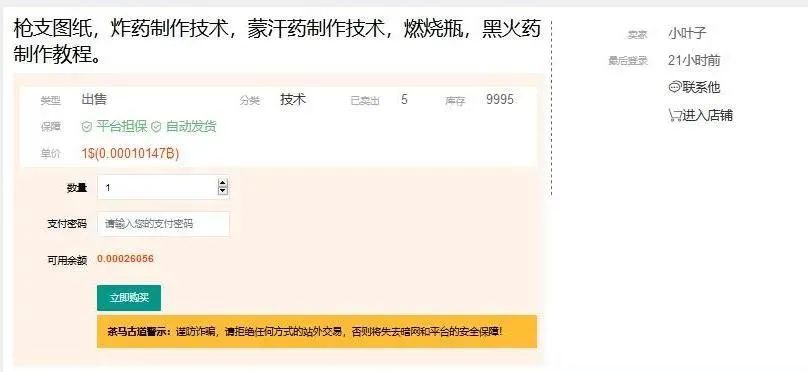 枪支图纸，炸药制作技术，蒙汗药制作技术，燃烧瓶，黑火药
制作教程。
类型 出售 分类 技术 已卖出 5 库存 9995
保障 平台担保 自动发货
单价 1$(0.00010147B)
数量 1
支付密码 请输入您的支付密码
可用余额 0.00026056
立即购买
茶马古道警示：谨防诈骗，请拒绝任何方式的站外交易，否则将失去暗网和平台的安全保障！
卖家 小叶子
最后登录 21小时前
联系他
进入店铺